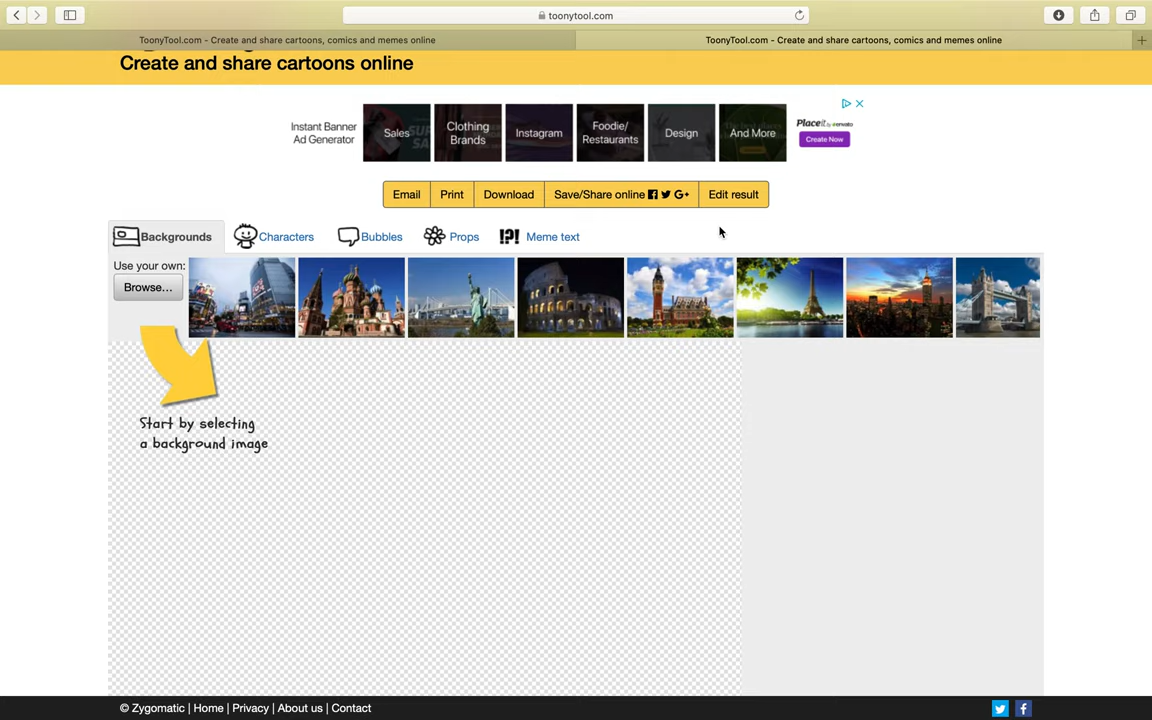 toonytool.com
ToonyTool.com - Create and share cartoons, comics and memes online
ToonyTool.com - Create and share cartoons, comics and memes online
Create and share cartoons online
Instant Banner
Ad Generator
Sales
Clothing
Brands
Instagram
Foodie/
Restaurants
Design
And More
Placeit by envato
Create Now
Email
Print
Download
Save/Share online
Edit result
Backgrounds
Characters
Bubbles
Props
!?! Meme text
Use your own:
Browse...
Start by selecting
a background image
© Zygomatic | Home | Privacy | About us | Contact